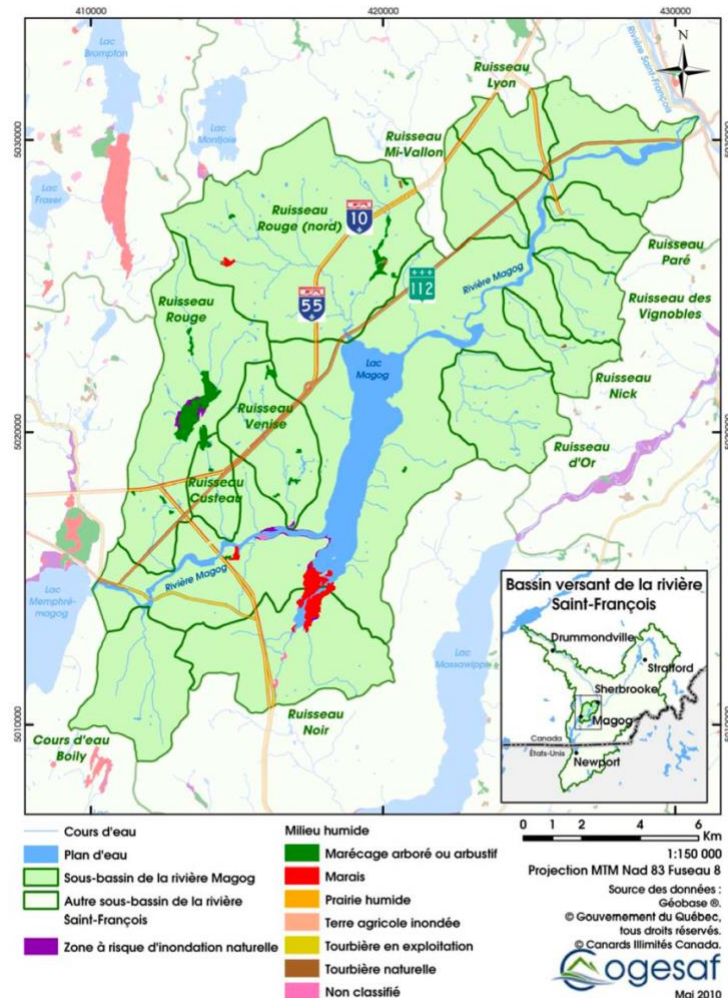 410000
420000
430000
Lac
Brompton
N
Ruisseau
Lyon
Rivière Saint-François
5030000
Lac
Montjoie
Ruisseau
Mi-Vallon
Lac
Fraser
Ruisseau
Rouge (nord)
10
Ruisseau
Paré
112
Rivière Magog
55
Ruisseau des
Vignobles
Ruisseau
Rouge
Lac
Magog
Ruisseau
Nick
Ruisseau
Venise
5020000
Ruisseau
d'Or
Ruisseau
Custeau
Rivière Magog
Lac
Memphré-
magog
Lac
Massawippi
Bassin versant de la rivière
Saint-François
Drummondville
Stratford
Sherbrooke
Magog
Canada
États-Unis
Newport
5010000
Ruisseau
Noir
Cours d'eau
Boily
Cours d'eau
Plan d'eau
Sous-bassin de la rivière Magog
Autre sous-bassin de la rivière
Saint-François
Zone à risque d'inondation naturelle
Milieu humide
Marécage arboré ou arbustif
Marais
Prairie humide
Terre agricole inondée
Tourbière en exploitation
Tourbière naturelle
Non classifié
0 1 2 4 6
Km
1:150 000
Projection MTM Nad 83 Fuseau 8
Source des données :
Géobase ®.
© Gouvernement du Québec,
tous droits réservés.
© Canards Illimités Canada.
Cogesaf
Mai 2010